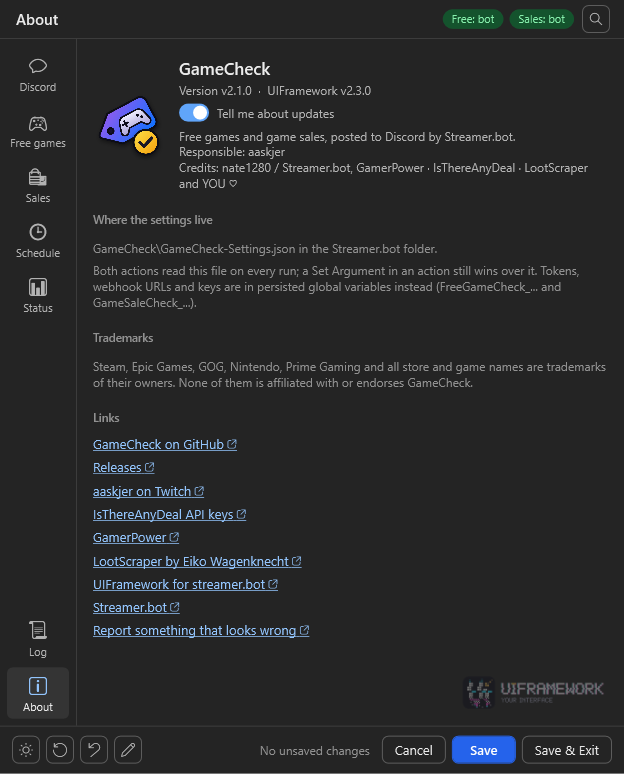 About
Free: bot
Sales: bot
Discord
Free games
Sales
Schedule
Status
GameCheck
Version v2.1.0 · UIFramework v2.3.0
Tell me about updates
Free games and game sales, posted to Discord by Streamer.bot.
Responsible: aaskjer
Credits: nate1280 / Streamer.bot, GamerPower · IsThereAnyDeal · LootScraper
and YOU ♡
Where the settings live
GameCheck\GameCheck-Settings.json in the Streamer.bot folder.
Both actions read this file on every run; a Set Argument in an action still wins over it. Tokens,
webhook URLs and keys are in persisted global variables instead (FreeGameCheck_... and
GameSaleCheck_...).
Trademarks
Steam, Epic Games, GOG, Nintendo, Prime Gaming and all store and game names are trademarks
of their owners. None of them is affiliated with or endorses GameCheck.
Links
GameCheck on GitHub
Releases
aaskjer on Twitch
IsThereAnyDeal API keys
GamerPower
LootScraper by Eiko Wagenknecht
UIFramework for streamer.bot
Streamer.bot
Report something that looks wrong
Log
About
UIFRAMEWORK
YOUR INTERFACE
No unsaved changes
Cancel
Save
Save & Exit